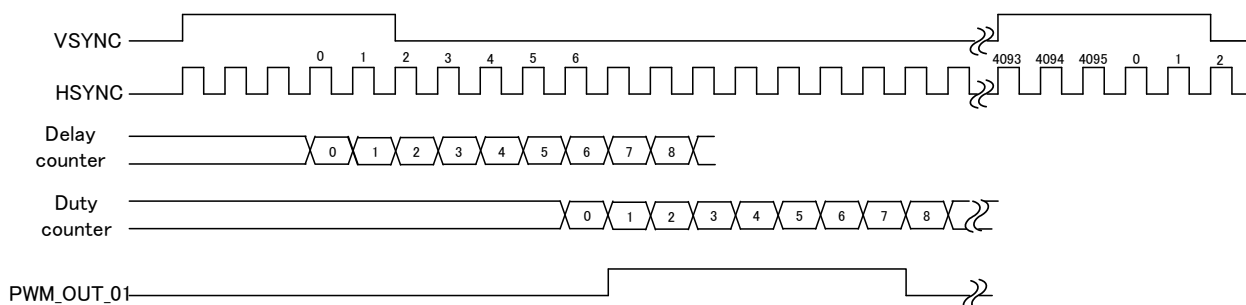 VSYNC
0 1 2 3 4 5 6 4093 4094 4095 0 1 2
HSYNC
Delay
counter
0 1 2 3 4 5 6 7 8
Duty
counter
0 1 2 3 4 5 6 7 8
PWM_OUT_01